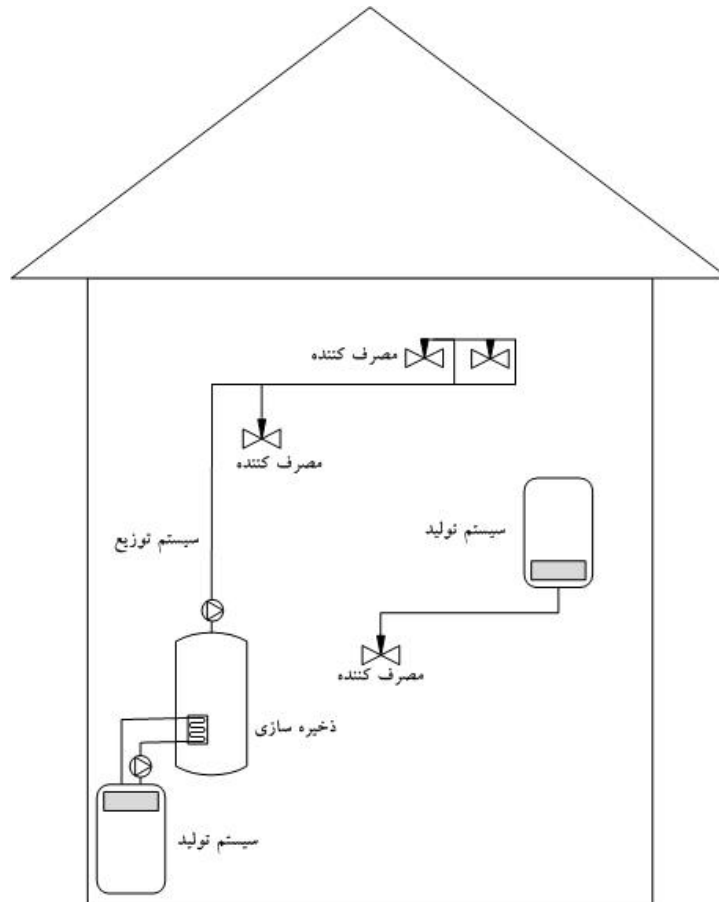 مصرف کننده
مصرف کننده
سیستم تولید
سیستم توزیع
مصرف کننده
ذخیره سازی
سیستم تولید